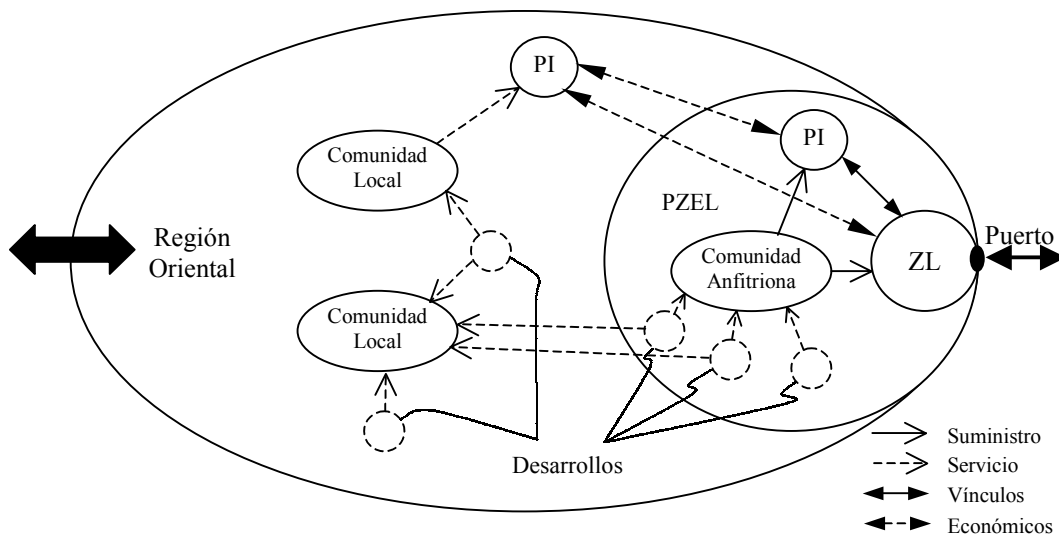 PI
PI
Comunidad
Local
PZEL
Región
Oriental
Comunidad
Anfitriona
ZL
Puerto
Comunidad
Local
Desarrollos
Suministro
Servicio
Vínculos
Económicos